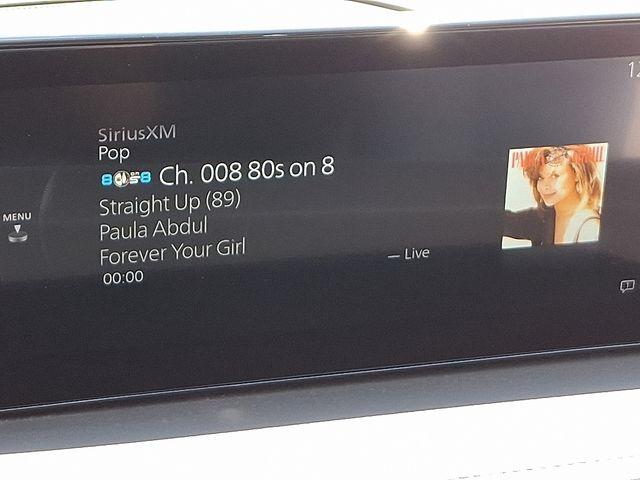 SiriusXM
Pop
Ch. 008 80s on 8
Straight Up (89)
Paula Abdul
Forever Your Girl
00:00
Live
MENU